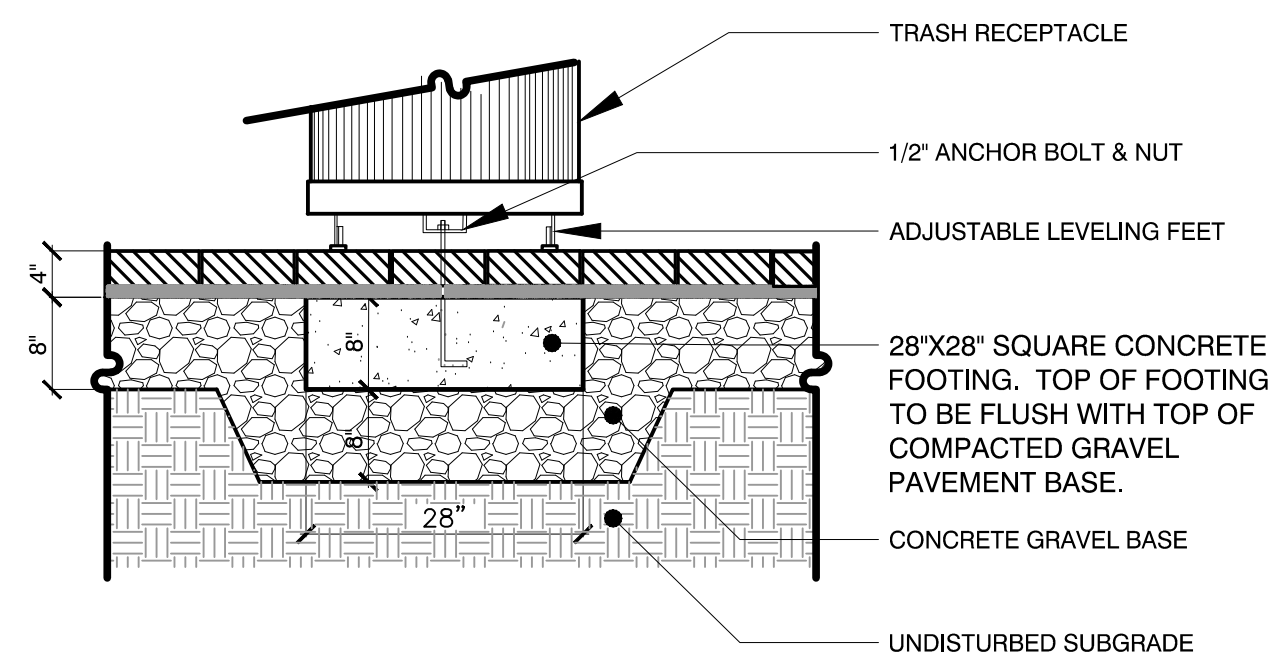 TRASH RECEPTACLE
1/2" ANCHOR BOLT & NUT
ADJUSTABLE LEVELING FEET
4"
8"
8"
8"
28"
28"X28" SQUARE CONCRETE
FOOTING. TOP OF FOOTING
TO BE FLUSH WITH TOP OF
COMPACTED GRAVEL
PAVEMENT BASE.
CONCRETE GRAVEL BASE
UNDISTURBED SUBGRADE